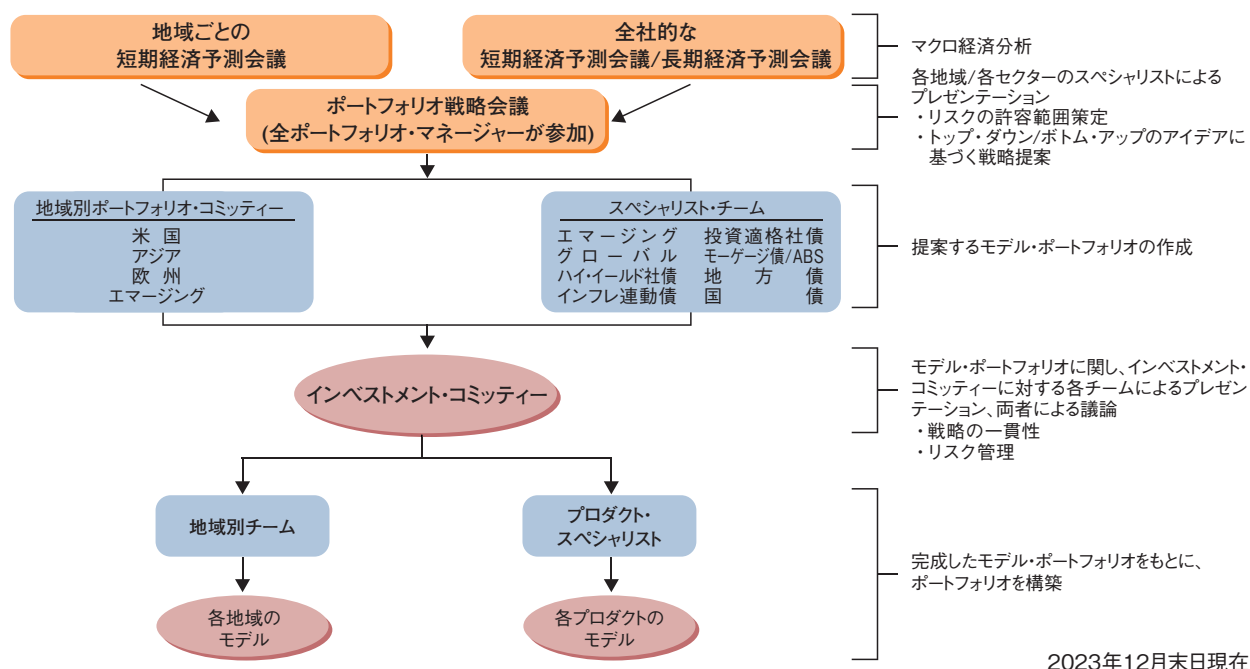 地域ごとの
短期経済予測会議
全社的な
短期経済予測会議/長期経済予測会議
マクロ経済分析
ポートフォリオ戦略会議
(全ポートフォリオ・マネージャーが参加)
各地域/各セクターのスペシャリストによる
プレゼンテーション
・リスクの許容範囲策定
・トップ・ダウン/ボトム・アップのアイデアに
基づく戦略提案
地域別ポートフォリオ・コミッティー
米 国
アジア
欧 州
エマージング
スペシャリスト・チーム
エマージング 投資適格社債
グローバル モーゲージ債/ABS
ハイ・イールド社債 地方債
インフレ連動債 国債
提案するモデル・ポートフォリオの作成
インベストメント・コミッティー
モデル・ポートフォリオに関し、インベストメント・
コミッティーに対する各チームによるプレゼン
テーション、両者による議論
・戦略の一貫性
・リスク管理
地域別チーム
プロダクト・
スペシャリスト
各地域の
モデル
各プロダクトの
モデル
完成したモデル・ポートフォリオをもとに、
ポートフォリオを構築
2023年12月末日現在